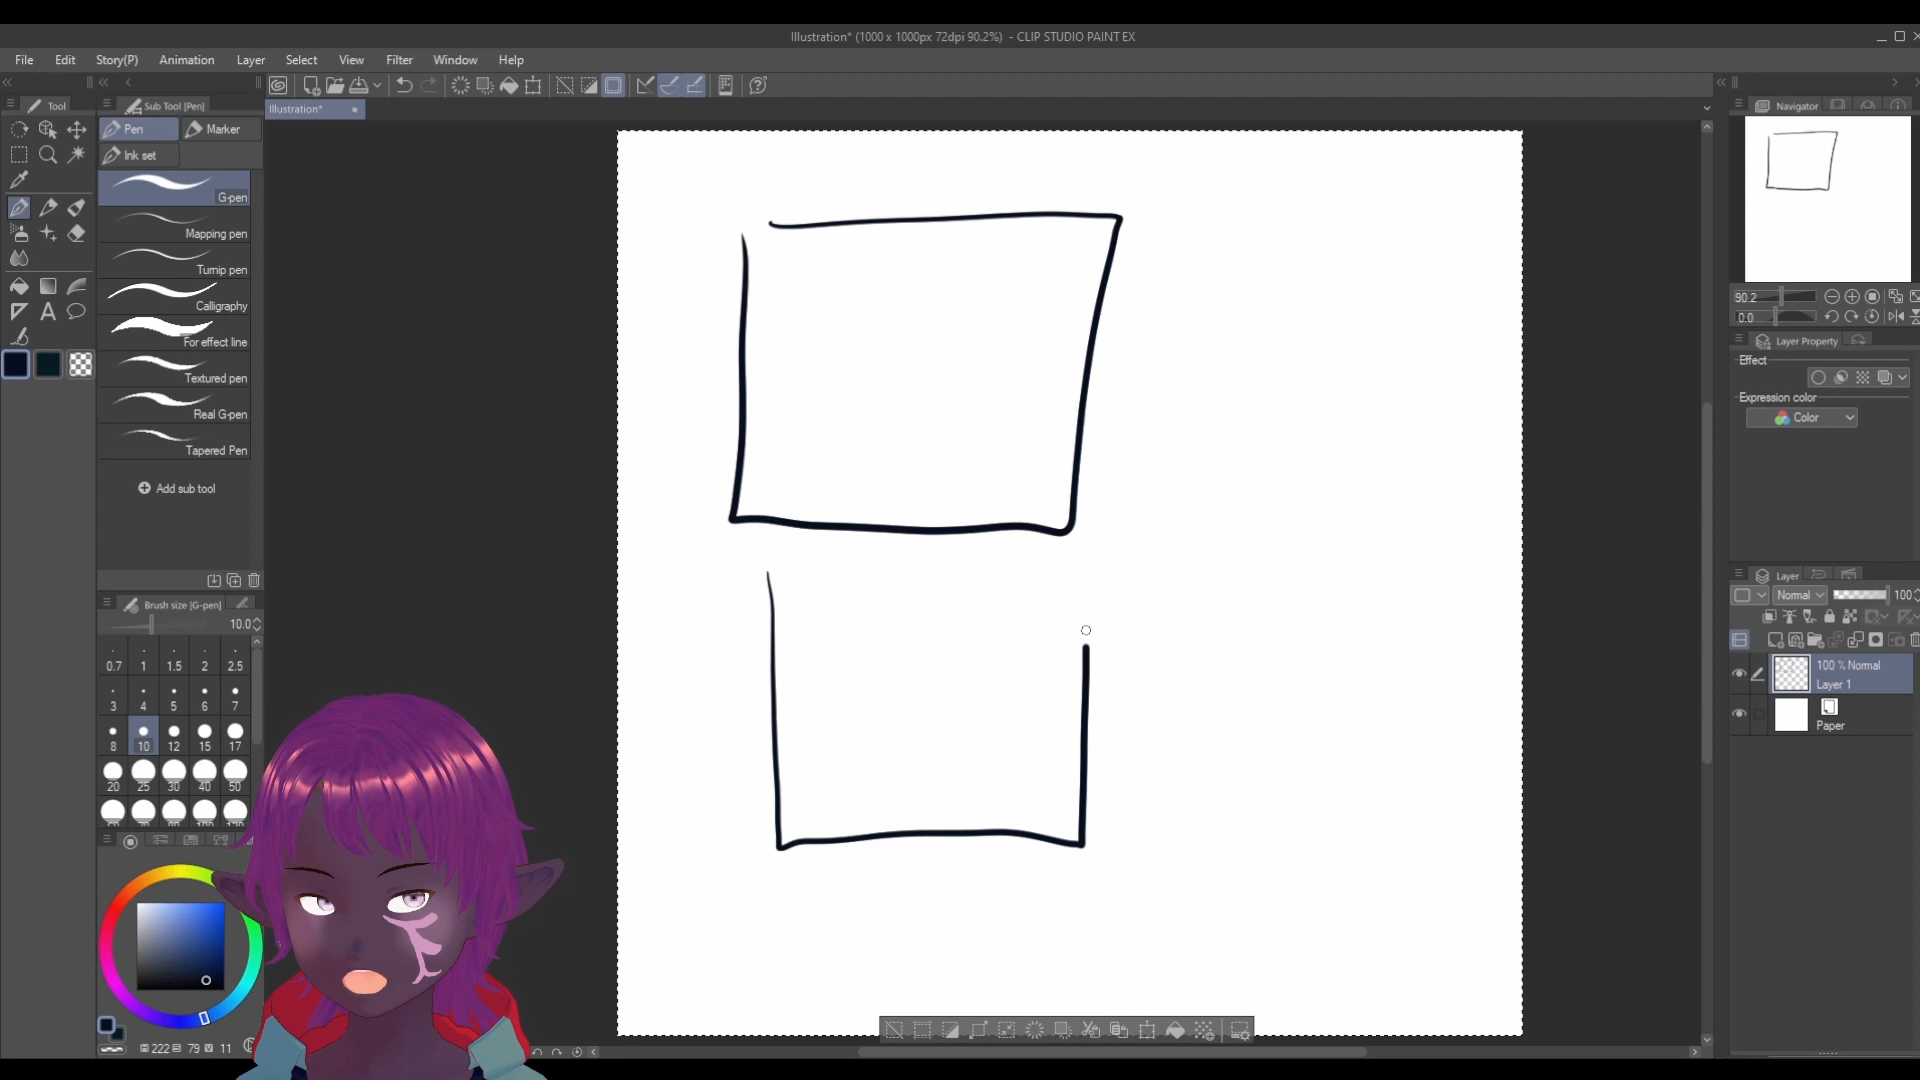 Illustration* (1000 x 1000px 72dpi 90.2%) - CLIP STUDIO PAINT EX
File Edit Story(P) Animation Layer Select View Filter Window Help
Tool
Sub Tool [Pen]
Illustration*
Navigator
Pen
Marker
Ink set
G-pen
Mapping pen
Turnip pen
Calligraphy
For effect line
Textured pen
Real G-pen
Tapered Pen
Add sub tool
Brush size [G-pen]
10.0
0.7 1 1.5 2 2.5
3 4 5 6 7
8 10 12 15 17
20 25 30 40 50
222 79 11
90.2
0.0
Layer Property
Effect
Expression color
Color
Layer
Normal 100
100 % Normal
Layer 1
Paper